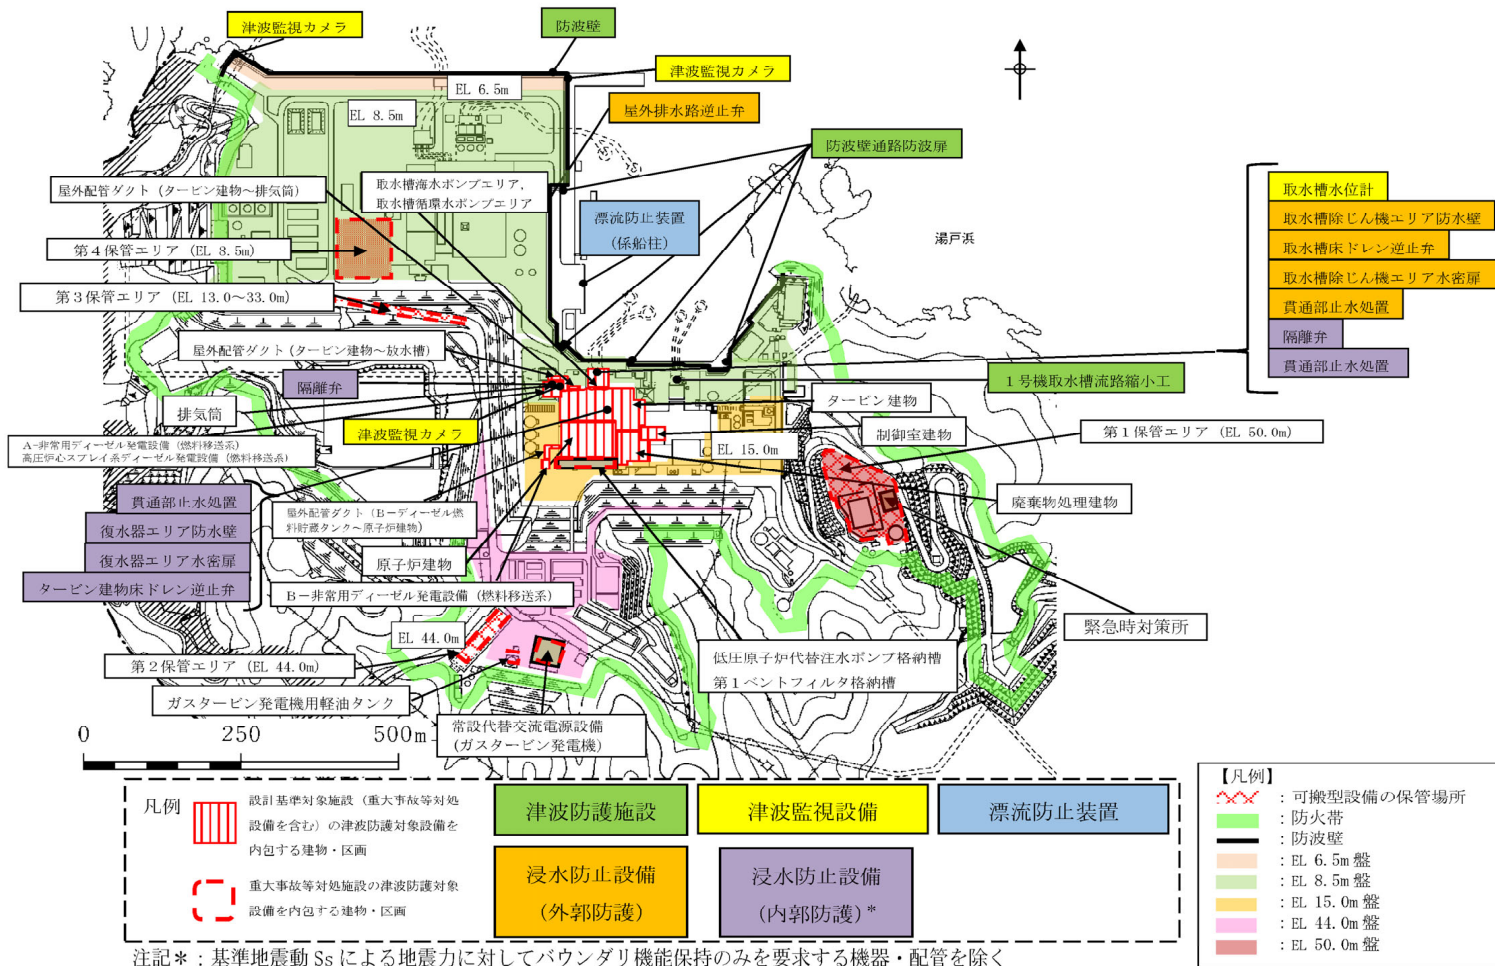 津波監視カメラ
防波壁
津波監視カメラ
EL 6.5m
EL 8.5m
屋外排水路逆止弁
防波壁通路防波扉
屋外配管ダクト（タービン建物～排気筒）
取水槽海水ポンプエリア，
取水槽循環水ポンプエリア
漂流防止装置
（係船柱）
湯戸浜
取水槽水位計
取水槽除じん機エリア防水壁
取水槽床ドレン逆止弁
取水槽除じん機エリア水密扉
貫通部止水処置
隔離弁
貫通部止水処置
第４保管エリア（EL 8.5m）
第３保管エリア（EL 13.0～33.0m）
屋外配管ダクト（タービン建物～放水槽）
隔離弁
１号機取水槽流路縮小工
排気筒
タービン建物
津波監視カメラ
制御室建物
第１保管エリア（EL 50.0m）
A-非常用ディーゼル発電設備（燃料移送系）
高圧炉心スプレイ系ディーゼル発電設備（燃料移送系）
EL 15.0m
貫通部止水処置
復水器エリア防水壁
復水器エリア水密扉
タービン建物床ドレン逆止弁
屋外配管ダクト（B－ディーゼル燃
料貯蔵タンク～原子炉建物）
廃棄物処理建物
原子炉建物
B－非常用ディーゼル発電設備（燃料移送系）
緊急時対策所
EL 44.0m
第２保管エリア（EL 44.0m）
低圧原子炉代替注水ポンプ格納槽
第１ベントフィルタ格納槽
ガスタービン発電機用軽油タンク
常設代替交流電源設備
(ガスタービン発電機)
0 250 500m
凡例
設計基準対象施設（重大事故等対処
設備を含む）の津波防護対象設備を
内包する建物・区画
重大事故等対処施設の津波防護対象
設備を内包する建物・区画
津波防護施設
津波監視設備
漂流防止装置
浸水防止設備
(外郭防護)
浸水防止設備
(内郭防護)*
【凡例】
：可搬型設備の保管場所
：防火帯
：防波壁
：EL 6.5m 盤
：EL 8.5m 盤
：EL 15.0m 盤
：EL 44.0m 盤
：EL 50.0m 盤
注記＊：基準地震動 Ss による地震力に対してバウンダリ機能保持のみを要求する機器・配管を除く